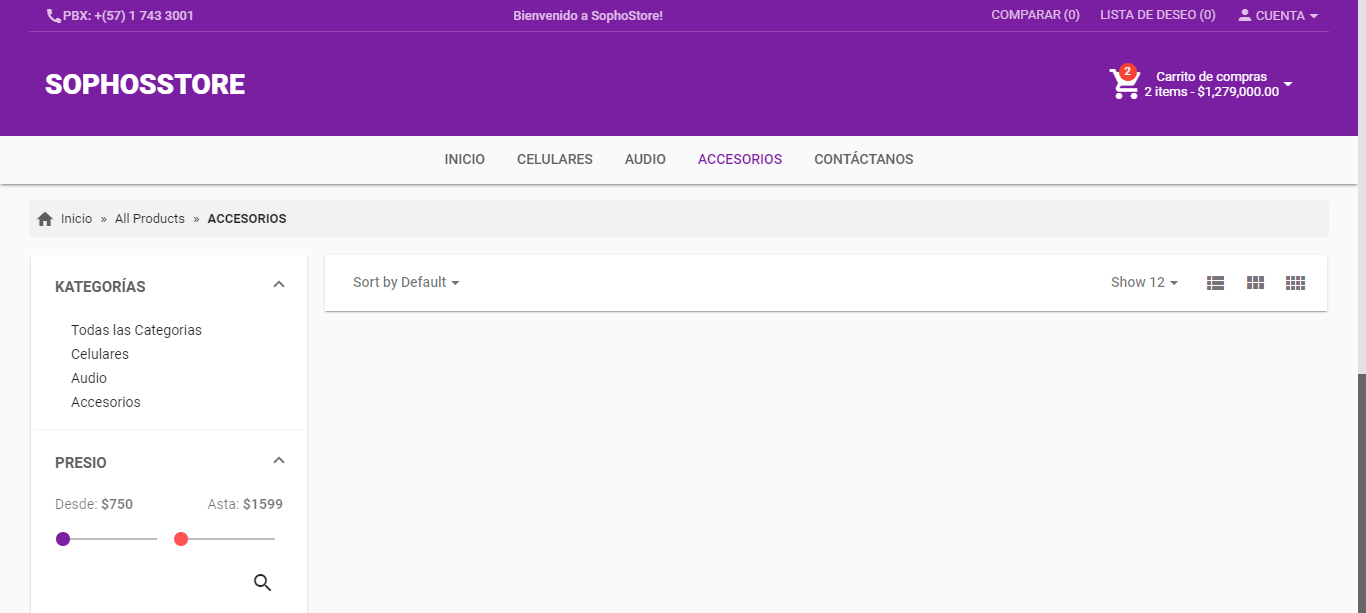 PBX: +(57) 1 743 3001
Bienvenido a SophoStore!
COMPARAR (0)
LISTA DE DESEO (0)
CUENTA
SOPHOSSTORE
2
Carrito de compras
2 items - $1,279,000.00
INICIO
CELULARES
AUDIO
ACCESORIOS
CONTÁCTANOS
Inicio » All Products » ACCESORIOS
KATEGORÍAS
Todas las Categorias
Celulares
Audio
Accesorios
Sort by Default
Show 12
PRESIO
Desde: $750
Asta: $1599